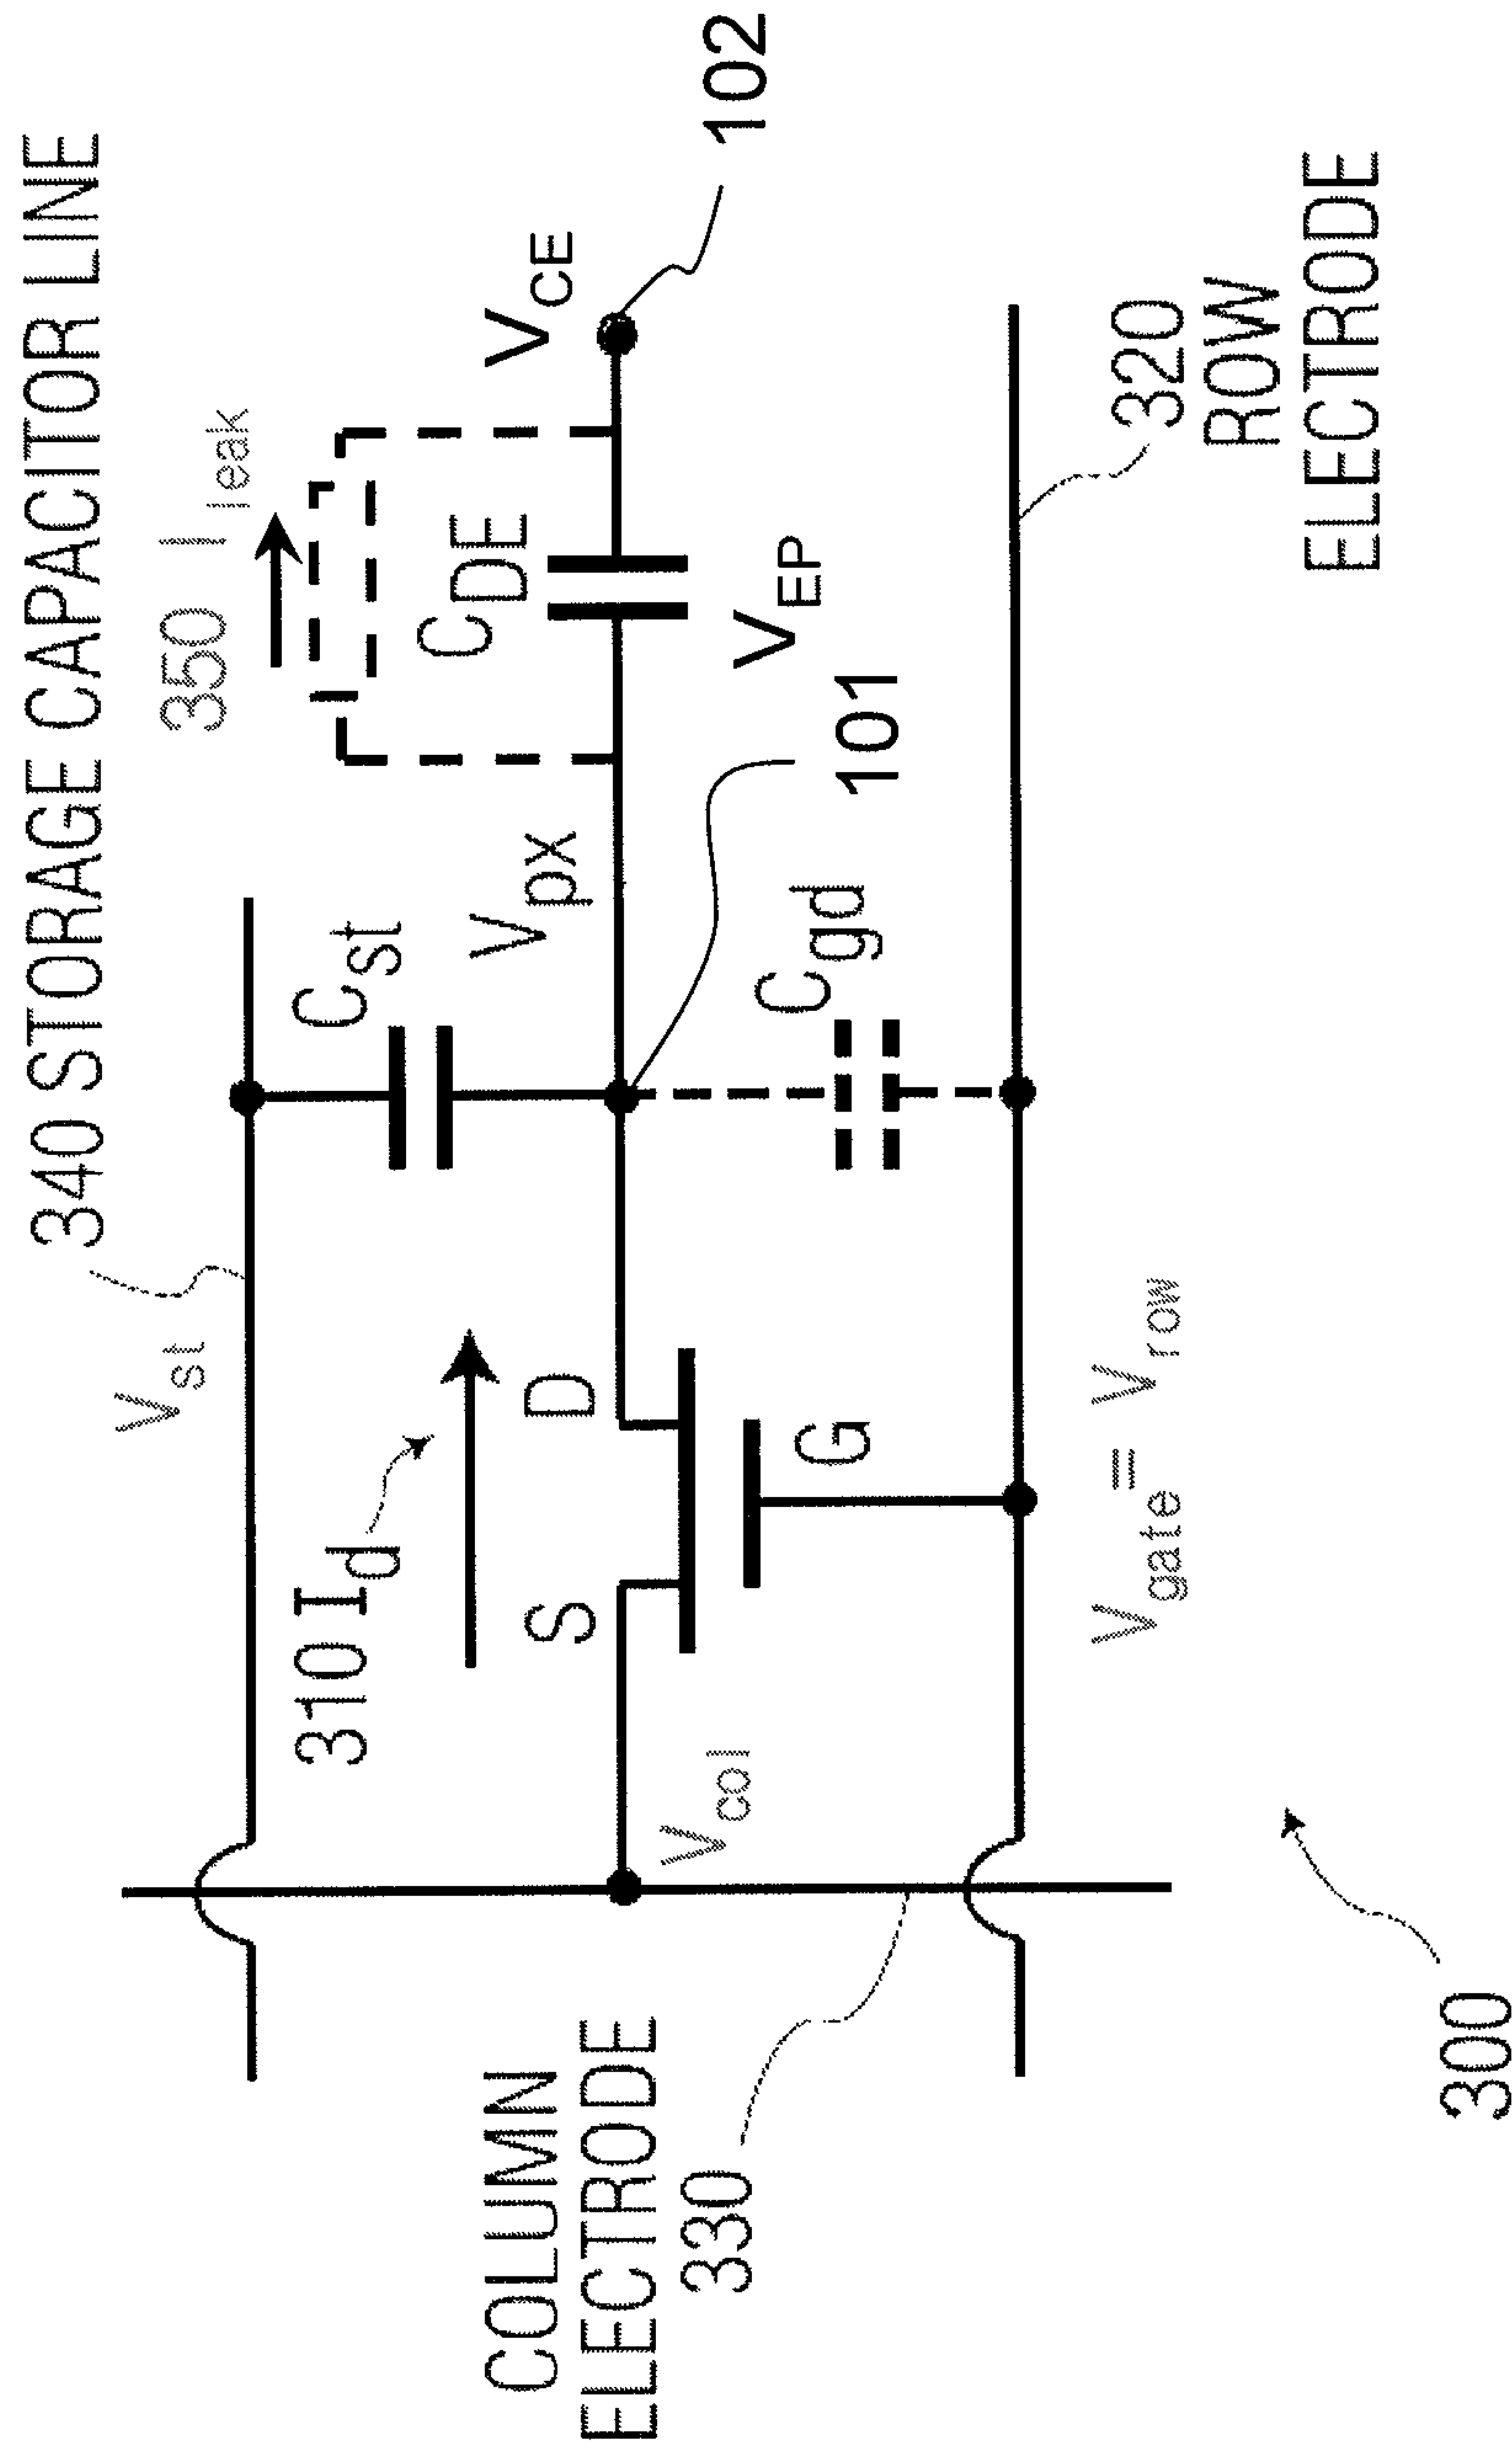 340 STORAGE CAPACITOR LINE
V_st
350 I_leak
310 I_d
C_st
C_DE
V_CE
102
S
D
V_px
COLUMN
ELECTRODE
330
V_col
G
C_gd
V_EP
101
V_gate = V_row
320
ROW
ELECTRODE
300